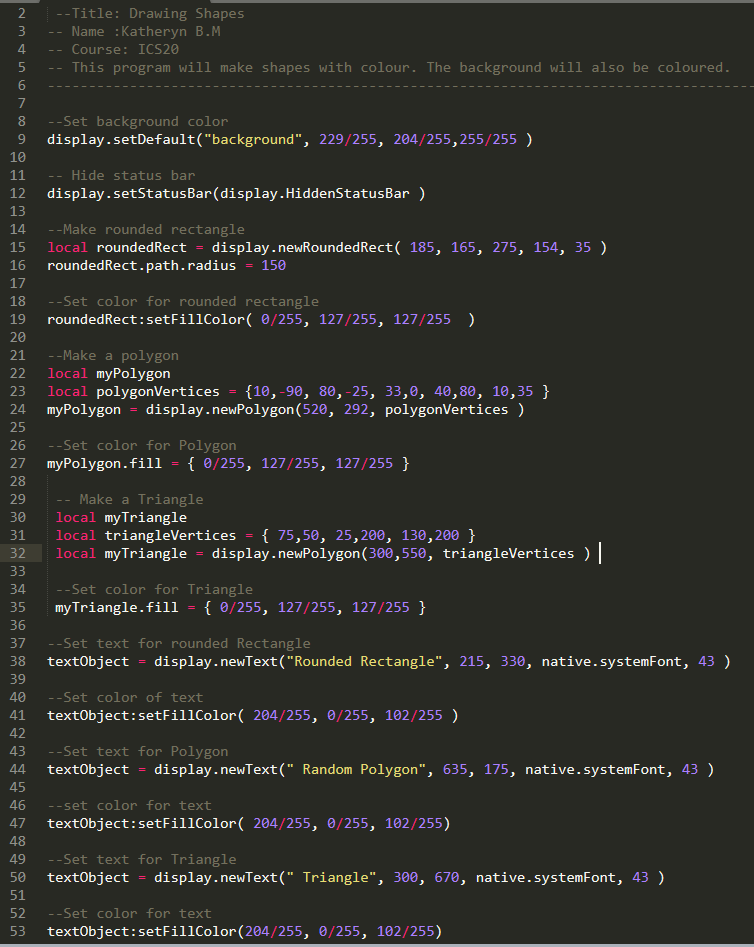 2 --Title: Drawing Shapes
3 -- Name :Katheryn B.M
4 -- Course: ICS20
5 -- This program will make shapes with colour. The background will also be coloured.
6 --------------------------------------------------------------------------------------
7
8 --Set background color
9 display.setDefault("background", 229/255, 204/255,255/255 )
10
11 -- Hide status bar
12 display.setStatusBar(display.HiddenStatusBar )
13
14 --Make rounded rectangle
15 local roundedRect = display.newRoundedRect( 185, 165, 275, 154, 35 )
16 roundedRect.path.radius = 150
17
18 --Set color for rounded rectangle
19 roundedRect:setFillColor( 0/255, 127/255, 127/255  )
20
21 --Make a polygon
22 local myPolygon
23 local polygonVertices = {10,-90, 80,-25, 33,0, 40,80, 10,35 }
24 myPolygon = display.newPolygon(520, 292, polygonVertices )
25
26 --Set color for Polygon
27 myPolygon.fill = { 0/255, 127/255, 127/255 }
28
29 -- Make a Triangle
30 local myTriangle
31 local triangleVertices = { 75,50, 25,200, 130,200 }
32 local myTriangle = display.newPolygon(300,550, triangleVertices )
33
34 --Set color for Triangle
35 myTriangle.fill = { 0/255, 127/255, 127/255 }
36
37 --Set text for rounded Rectangle
38 textObject = display.newText("Rounded Rectangle", 215, 330, native.systemFont, 43 )
39
40 --Set color of text
41 textObject:setFillColor( 204/255, 0/255, 102/255 )
42
43 --Set text for Polygon
44 textObject = display.newText(" Random Polygon", 635, 175, native.systemFont, 43 )
45
46 --set color for text
47 textObject:setFillColor( 204/255, 0/255, 102/255)
48
49 --Set text for Triangle
50 textObject = display.newText(" Triangle", 300, 670, native.systemFont, 43 )
51
52 --Set color for text
53 textObject:setFillColor(204/255, 0/255, 102/255)